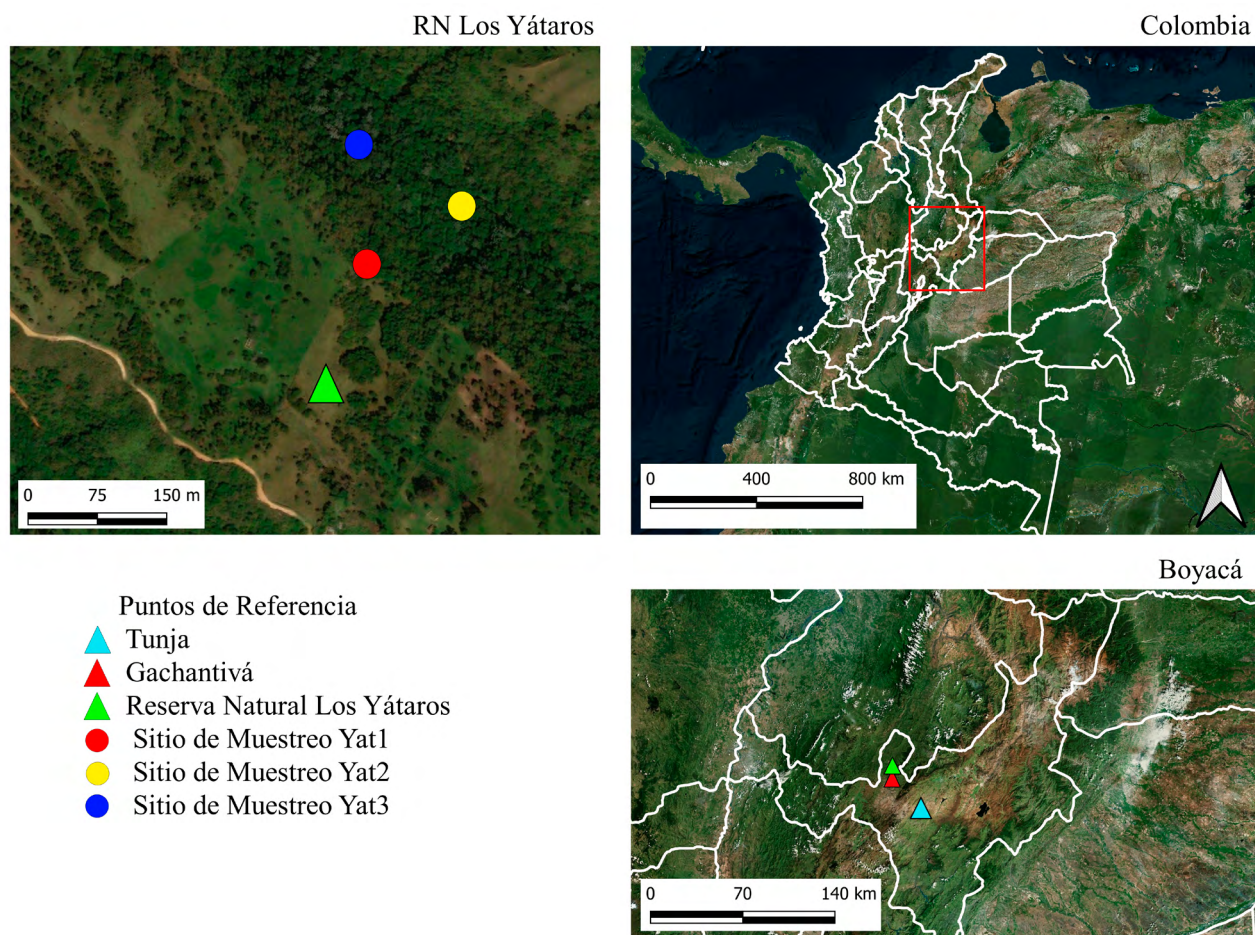 RN Los Yátaros
0 75 150 m
Colombia
0 400 800 km
Puntos de Referencia
Tunja
Gachantivá
Reserva Natural Los Yátaros
Sitio de Muestreo Yat1
Sitio de Muestreo Yat2
Sitio de Muestreo Yat3
Boyacá
0 70 140 km